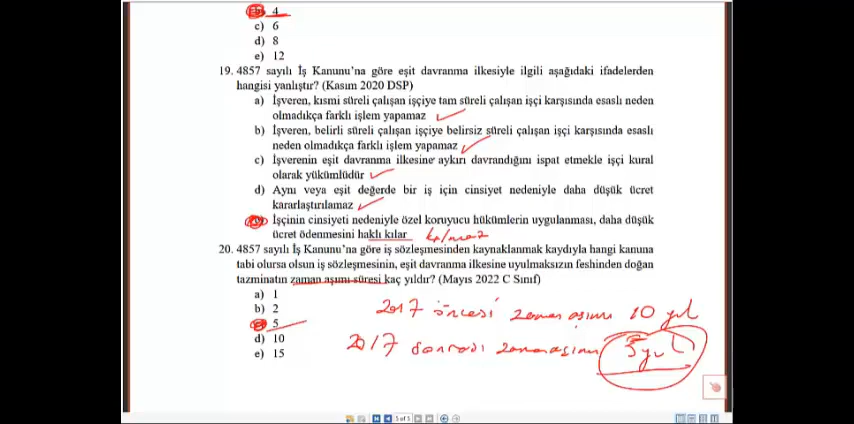 4
c) 6
d) 8
e) 12
19. 4857 sayılı İş Kanunu'na göre eşit davranma ilkesiyle ilgili aşağıdaki ifadelerden
hangisi yanlıştır? (Kasım 2020 DSP)
a) İşveren, kısmi süreli çalışan işçiye tam süreli çalışan işçi karşısında esaslı neden
olmadıkça farklı işlem yapamaz
b) İşveren, belirli süreli çalışan işçiye belirsiz süreli çalışan işçi karşısında esaslı
neden olmadıkça farklı işlem yapamaz
c) İşverenin eşit davranma ilkesine aykırı davrandığını ispat etmekle işçi kural
olarak yükümlüdür
d) Aynı veya eşit değerde bir iş için cinsiyet nedeniyle daha düşük ücret
kararlaştırılamaz
İşçinin cinsiyeti nedeniyle özel koruyucu hükümlerin uygulanması, daha düşük
ücret ödenmesini haklı kılar kılmaz
20. 4857 sayılı İş Kanunu'na göre iş sözleşmesinden kaynaklanmak kaydıyla hangi kanuna
tabi olursa olsun iş sözleşmesinin, eşit davranma ilkesine uyulmaksızın feshinden doğan
tazminatın zaman aşımı süresi kaç yıldır? (Mayıs 2022 C Sınıf)
a) 1
b) 2
5
d) 10
e) 15
2017 öncesi zaman aşımı 10 yıl
2017 sonrası zamanaşımı 5 yıl
5 of 5